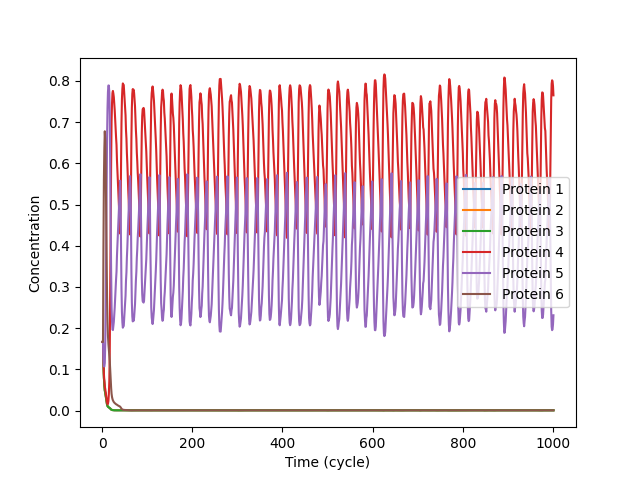 0.8
0.7
0.6
0.5
0.4
0.3
0.2
0.1
0.0
Concentration
Protein 1
Protein 2
Protein 3
Protein 4
Protein 5
Protein 6
0 200 400 600 800 1000
Time (cycle)